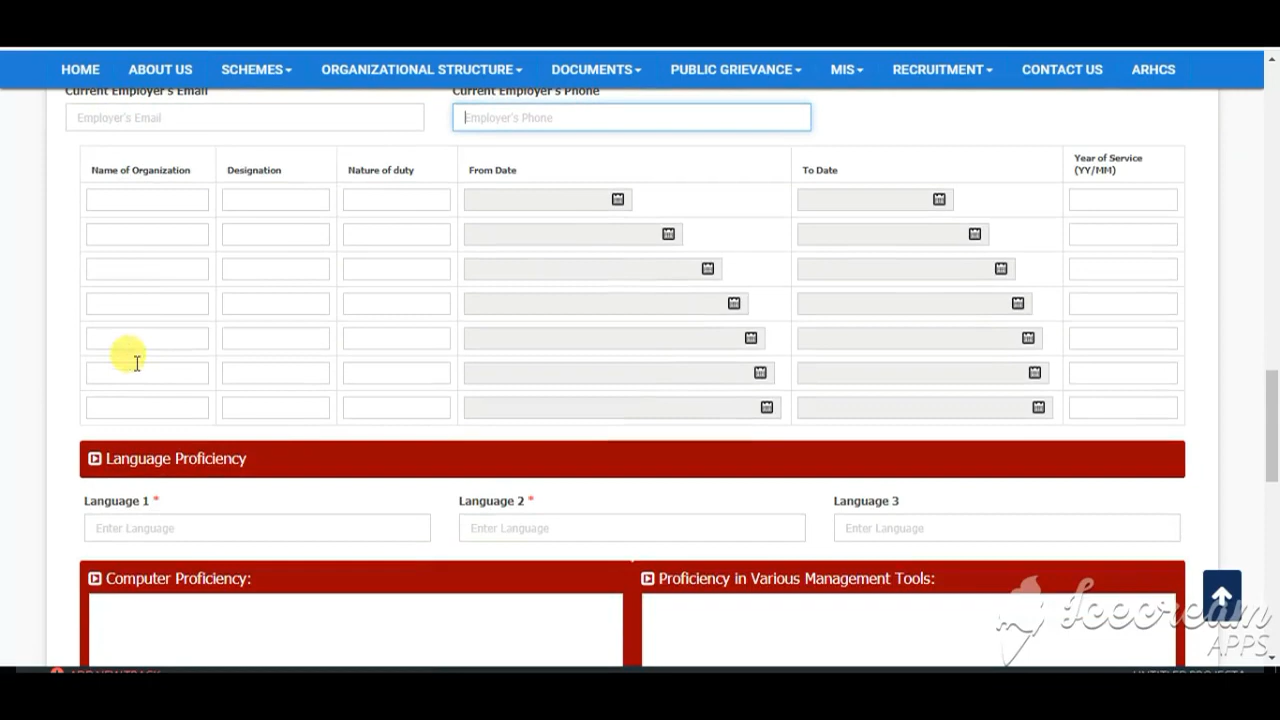 HOME ABOUT US SCHEMES ORGANIZATIONAL STRUCTURE DOCUMENTS PUBLIC GRIEVANCE MIS RECRUITMENT CONTACT US ARHCS
Current Employer's Email Current Employer's Phone
Employer's Email Employer's Phone
Name of Organization Designation Nature of duty From Date To Date Year of Service
(YY/MM)
Language Proficiency
Language 1 * Language 2 * Language 3
Enter Language Enter Language Enter Language
Computer Proficiency: Proficiency in Various Management Tools:
Icecream
APPS